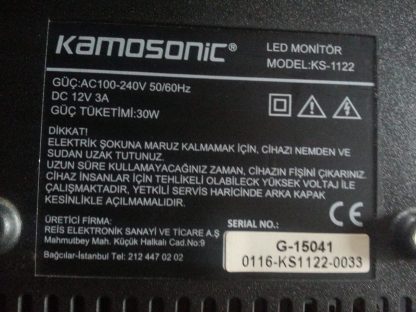 KAMOSONIC®
LED MONİTÖR
MODEL:KS-1122
GÜÇ:AC100-240V 50/60Hz
DC 12V 3A
GÜÇ TÜKETİMİ:30W
DİKKAT!
ELEKTRİK ŞOKUNA MARUZ KALMAMAK İÇİN, CİHAZI NEMDEN VE
SUDAN UZAK TUTUNUZ.
UZUN SÜRE KULLAMAYACAĞINIZ ZAMAN, CİHAZIN FİŞİNİ ÇIKARINIZ.
CİHAZ İNSANLAR İÇİN TEHLİKELİ OLABİLECK YÜKSEK VOLTAJ İLE
ÇALIŞMAKTADIR, YETKİLİ SERVİS HARİCİNDE ARKA KAPAK
KESİNLİKLE AÇILMAMALIDIR.
ÜRETİCİ FİRMA:
REİS ELEKTRONİK SANAYİ VE TİCARE A.Ş
Mahmutbey Mah. Küçük Halkalı Cad.No:9
Bağcılar-İstanbul Tel: 212 447 02 02
SERIAL NO.:
CE
G-15041
0116-KS1122-0033